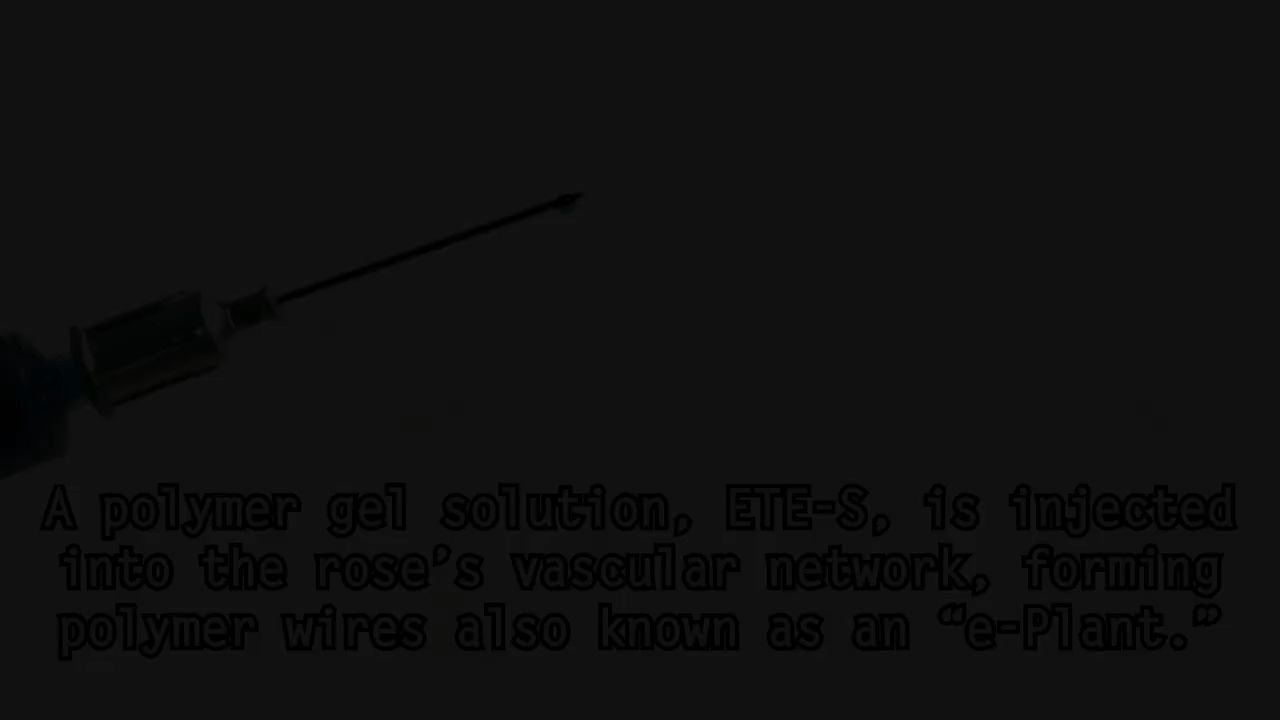 A polymer gel solution, ETE-S, is injected
into the rose’s vascular network, forming
polymer wires also known as an “e-Plant.”